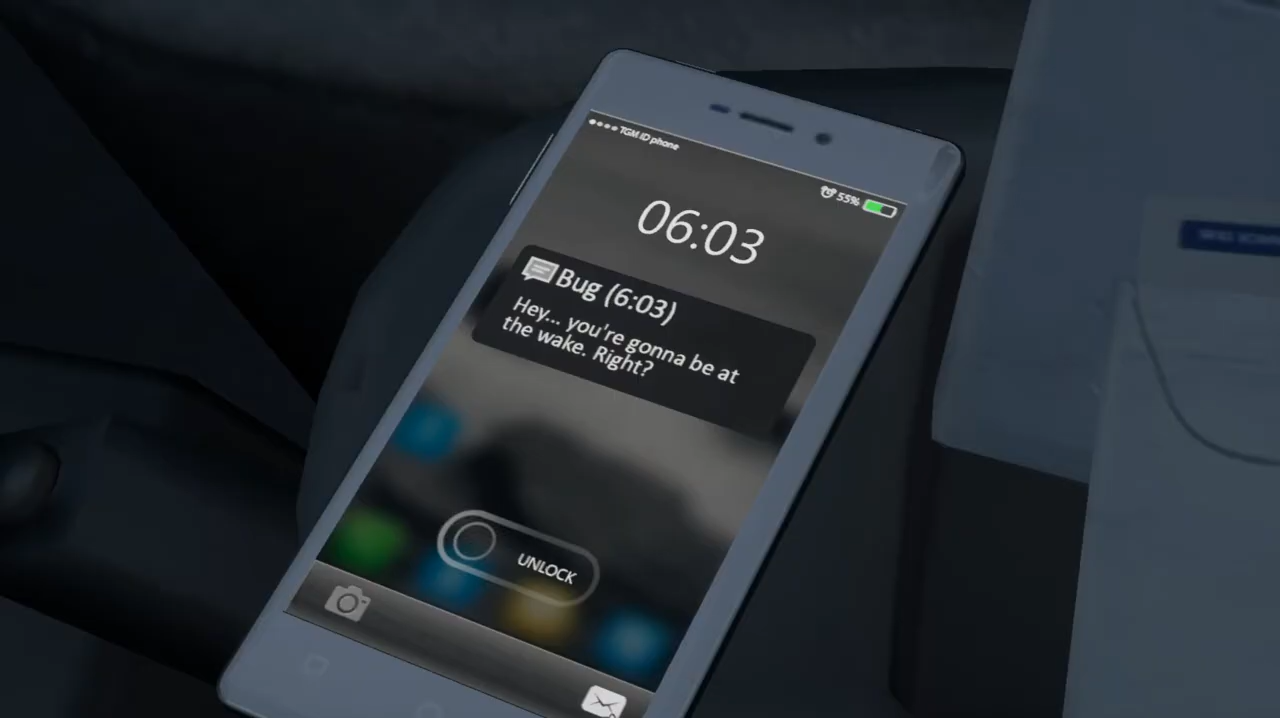 TGM.ID phone
55%
06:03
Bug (6:03)
Hey... you're gonna be at
the wake. Right?
UNLOCK